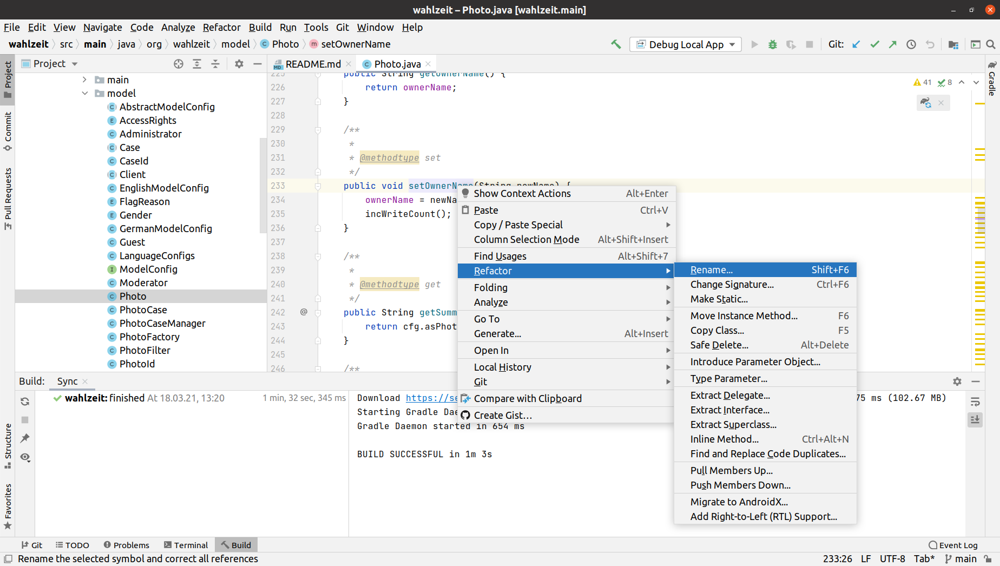 wahlzeit – Photo.java [wahlzeit.main]
File Edit View Navigate Code Analyze Refactor Build Run Tools Git Window Help
wahlzeit src main java org wahlzeit model Photo setOwnerName
Debug Local App
Git:
Project
README.md
Photo.java
Project
Commit
Pull Requests
Structure
Favorites
Gradle
main
model
AbstractModelConfig
AccessRights
Administrator
Case
CaseId
Client
EnglishModelConfig
FlagReason
Gender
GermanModelConfig
Guest
LanguageConfigs
ModelConfig
Moderator
Photo
PhotoCase
PhotoCaseManager
PhotoFactory
PhotoFilter
PhotoId
41 8
225 public String getOwnerName() {
226 return ownerName;
227 }
228
229 /**
230 *
231 * @methodtype set
232 */
233 public void setOwnerName(String newName) {
234 ownerName = newNa
235 incWriteCount();
236 }
237
238 /**
239 *
240 * @methodtype get
241 */
242 @ public String getSumm
243 return cfg.asPhot
244 }
245
246 /**
Show Context Actions Alt+Enter
Paste Ctrl+V
Copy / Paste Special
Column Selection Mode Alt+Shift+Insert
Find Usages Alt+Shift+7
Refactor
Folding
Analyze
Go To
Generate... Alt+Insert
Open In
Local History
Git
Compare with Clipboard
Create Gist...
Rename... Shift+F6
Change Signature... Ctrl+F6
Make Static...
Move Instance Method... F6
Copy Class... F5
Safe Delete... Alt+Delete
Introduce Parameter Object...
Type Parameter...
Extract Delegate...
Extract Interface...
Extract Superclass...
Inline Method... Ctrl+Alt+N
Find and Replace Code Duplicates...
Pull Members Up...
Push Members Down...
Migrate to AndroidX...
Add Right-to-Left (RTL) Support...
Build: Sync
wahlzeit: finished At 18.03.21, 13:20 1 min, 32 sec, 345 ms
Download https://se 75 ms (102.67 MB)
Starting Gradle Dae
Gradle Daemon started in 654 ms
BUILD SUCCESSFUL in 1m 3s
Git TODO Problems Terminal Build Event Log
Rename the selected symbol and correct all references
233:26 LF UTF-8 Tab* main